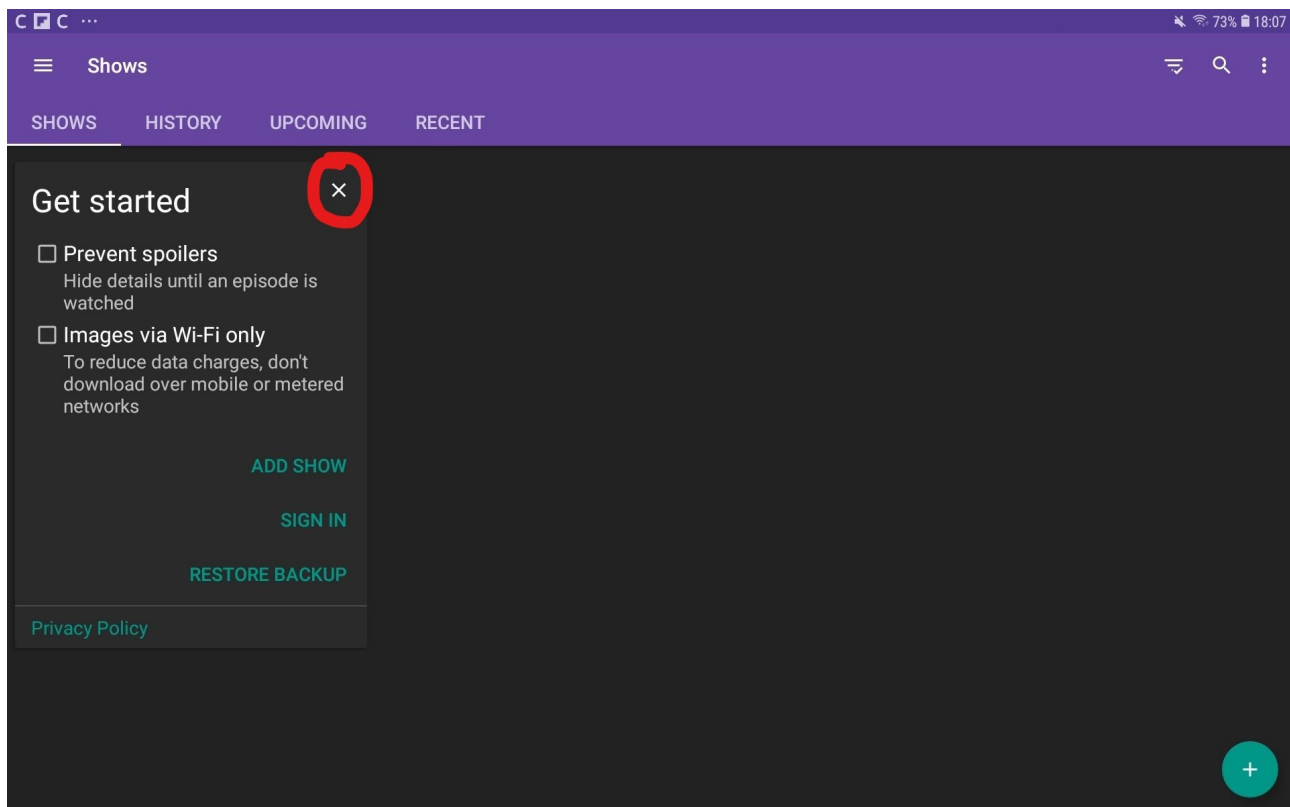 C C ...
73% 18:07
Shows
SHOWS HISTORY UPCOMING RECENT
Get started
Prevent spoilers
Hide details until an episode is
watched
Images via Wi-Fi only
To reduce data charges, don't
download over mobile or metered
networks
ADD SHOW
SIGN IN
RESTORE BACKUP
Privacy Policy